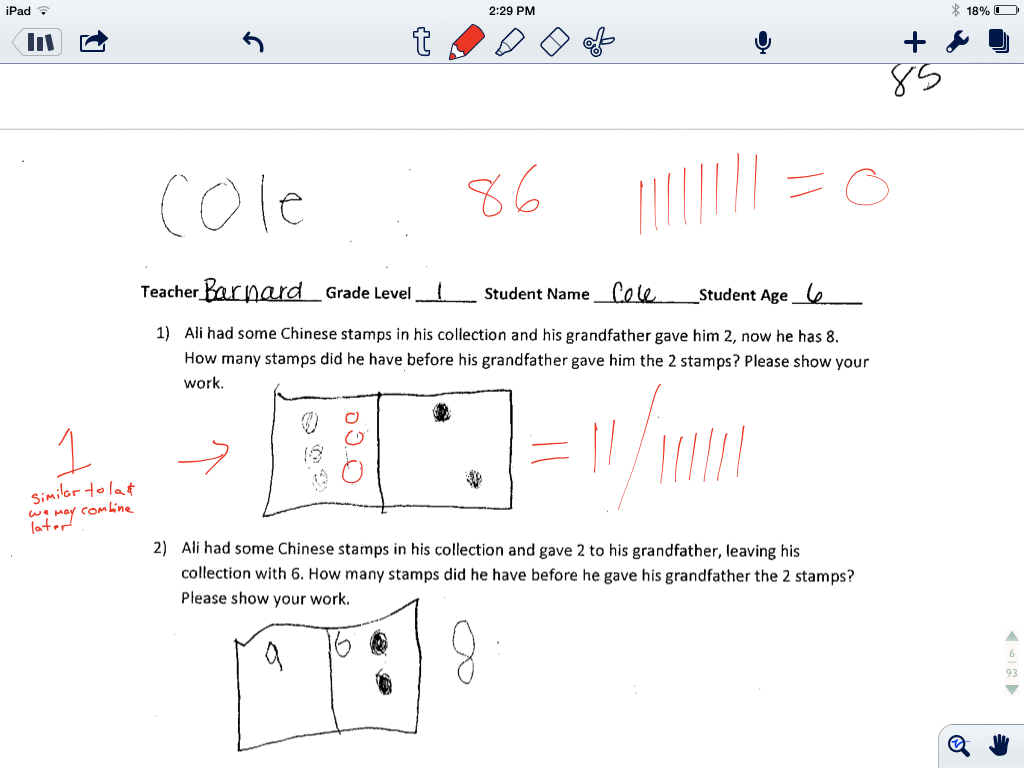 iPad 2:29 PM 18%
t
85
Cole 86 |||||||| = 0
Teacher Barnard Grade Level 1 Student Name Cole Student Age 6
1) Ali had some Chinese stamps in his collection and his grandfather gave him 2, now he has 8.
How many stamps did he have before his grandfather gave him the 2 stamps? Please show your
work.
= || / ||||||
1
Similar to lat
we may combine
later
2) Ali had some Chinese stamps in his collection and gave 2 to his grandfather, leaving his
collection with 6. How many stamps did he have before he gave his grandfather the 2 stamps?
Please show your work.
6 8
6
93